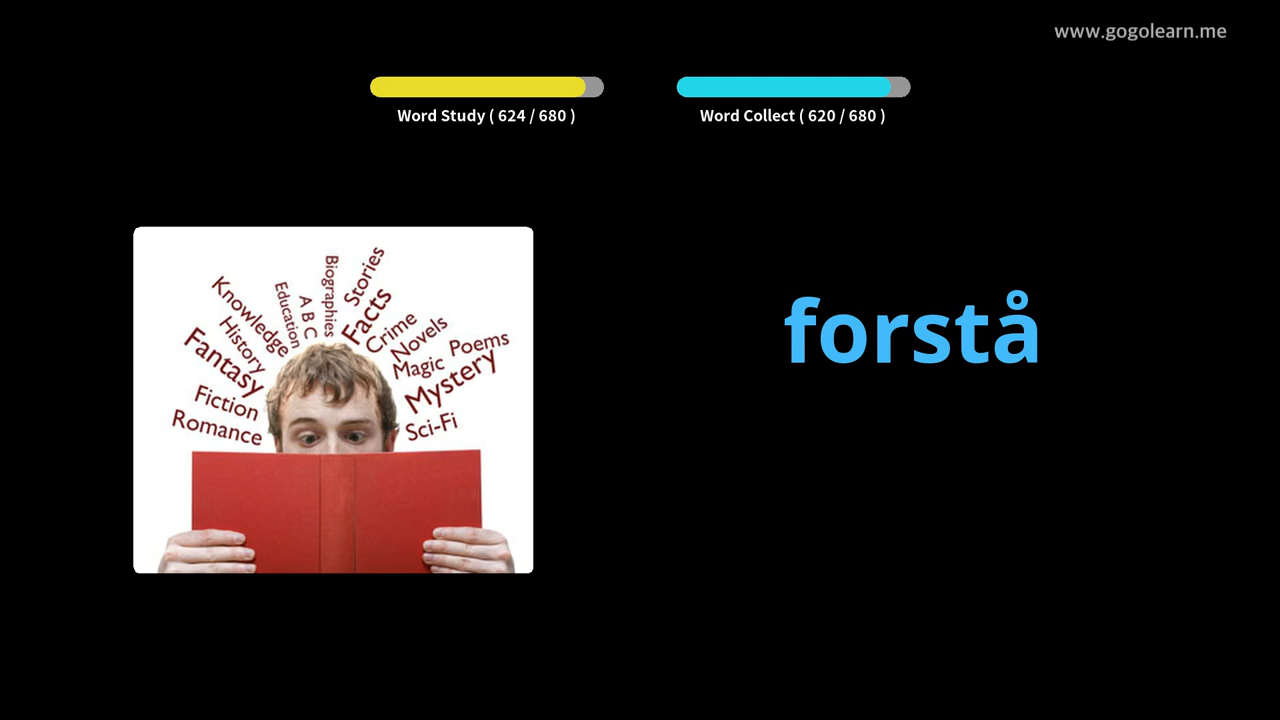 www.gogolearn.me
Word Study ( 624 / 680 )
Word Collect ( 620 / 680 )
forstå
Biographies
Stories
A B C
Education
Facts
Knowledge
History
Crime
Novels
Poems
Fantasy
Magic
Mystery
Fiction
Romance
Sci-Fi